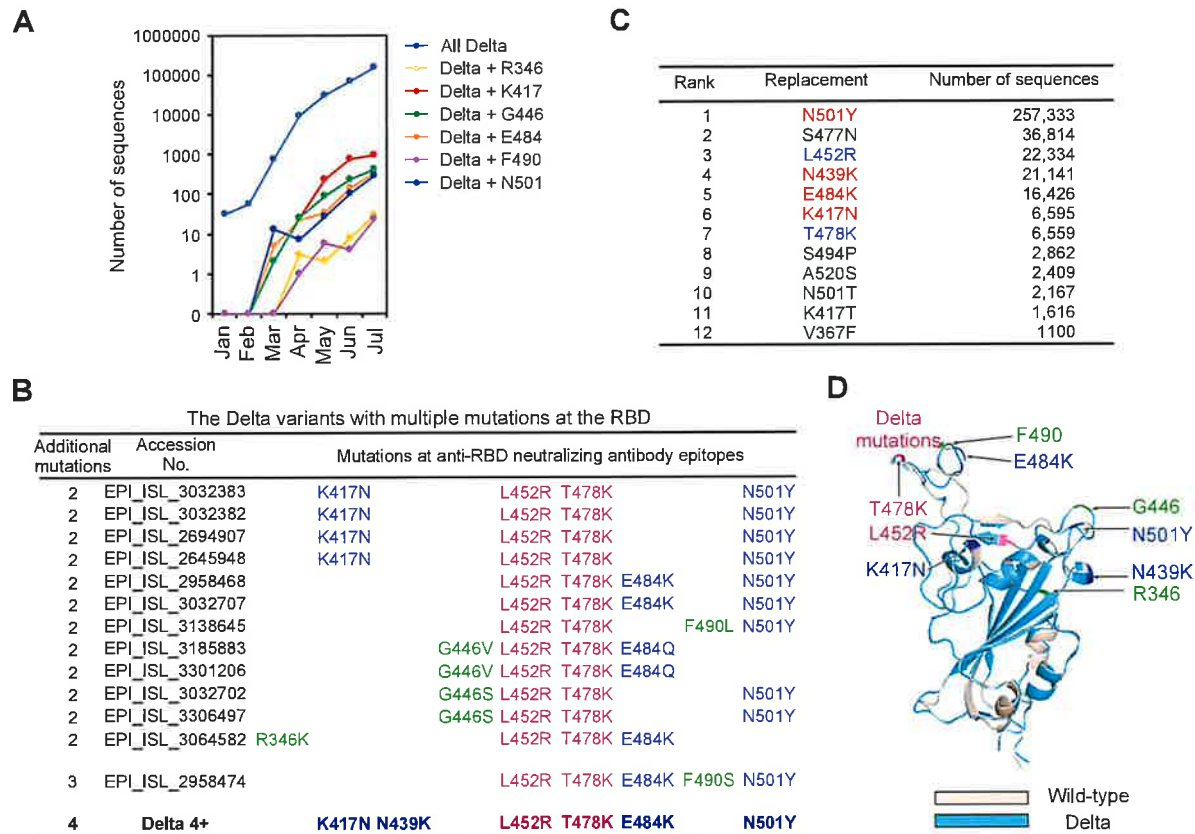 A
Number of sequences
1000000
100000
10000
1000
100
10
1
0
Jan Feb Mar Apr May Jun Jul
All Delta
Delta + R346
Delta + K417
Delta + G446
Delta + E484
Delta + F490
Delta + N501
C
Rank Replacement Number of sequences
1 N501Y 257,333
2 S477N 36,814
3 L452R 22,334
4 N439K 21,141
5 E484K 16,426
6 K417N 6,595
7 T478K 6,559
8 S494P 2,862
9 A520S 2,409
10 N501T 2,167
11 K417T 1,616
12 V367F 1100
B
The Delta variants with multiple mutations at the RBD
Additional mutations Accession No. Mutations at anti-RBD neutralizing antibody epitopes
2 EPI_ISL_3032383 K417N L452R T478K N501Y
2 EPI_ISL_3032382 K417N L452R T478K N501Y
2 EPI_ISL_2694907 K417N L452R T478K N501Y
2 EPI_ISL_2645948 K417N L452R T478K N501Y
2 EPI_ISL_2958468 L452R T478K E484K N501Y
2 EPI_ISL_3032707 L452R T478K E484K N501Y
2 EPI_ISL_3138645 L452R T478K F490L N501Y
2 EPI_ISL_3185883 G446V L452R T478K E484Q
2 EPI_ISL_3301206 G446V L452R T478K E484Q
2 EPI_ISL_3032702 G446S L452R T478K N501Y
2 EPI_ISL_3306497 G446S L452R T478K N501Y
2 EPI_ISL_3064582 R346K L452R T478K E484K
3 EPI_ISL_2958474 L452R T478K E484K F490S N501Y
4 Delta 4+ K417N N439K L452R T478K E484K N501Y
D
Delta
mutations
F490
E484K
T478K
G446
L452R
N501Y
K417N
N439K
R346
Wild-type
Delta